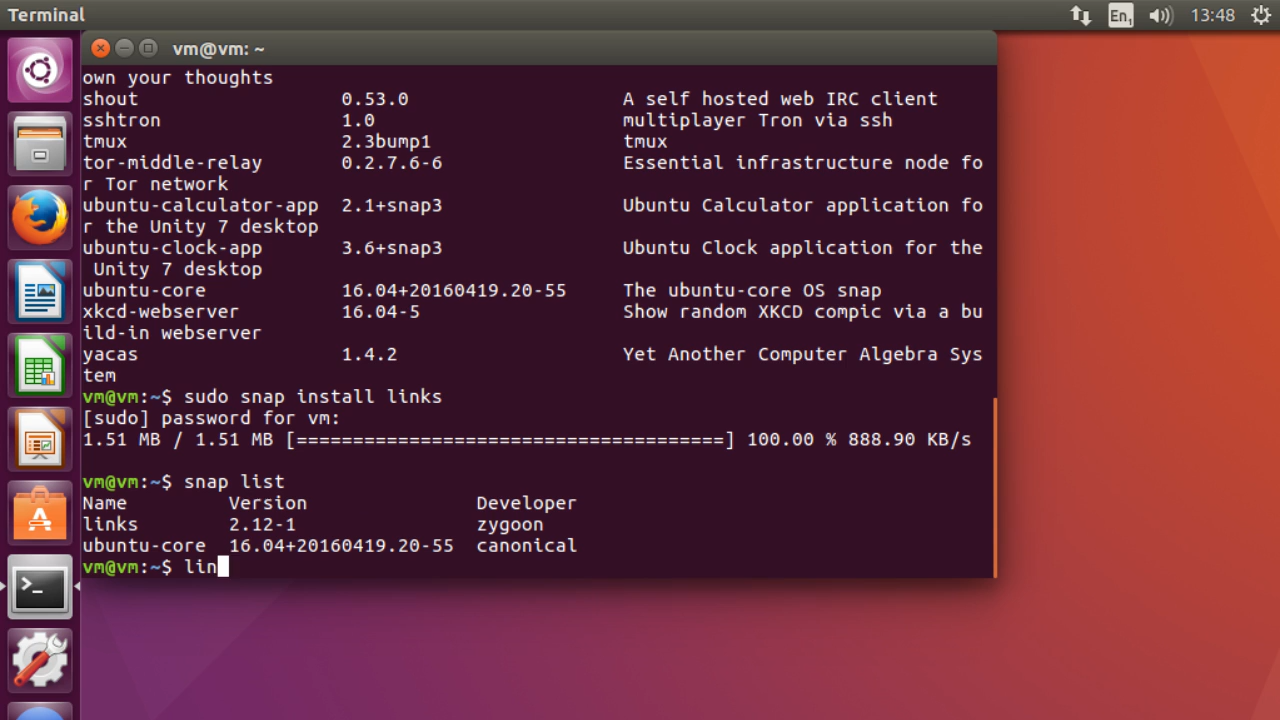 Terminal
En1
13:48
vm@vm: ~
own your thoughts
shout 0.53.0 A self hosted web IRC client
sshtron 1.0 multiplayer Tron via ssh
tmux 2.3bump1 tmux
tor-middle-relay 0.2.7.6-6 Essential infrastructure node fo
r Tor network
ubuntu-calculator-app 2.1+snap3 Ubuntu Calculator application fo
r the Unity 7 desktop
ubuntu-clock-app 3.6+snap3 Ubuntu Clock application for the
Unity 7 desktop
ubuntu-core 16.04+20160419.20-55 The ubuntu-core OS snap
xkcd-webserver 16.04-5 Show random XKCD compic via a bu
ild-in webserver
yacas 1.4.2 Yet Another Computer Algebra Sys
tem
vm@vm:~$ sudo snap install links
[sudo] password for vm:
1.51 MB / 1.51 MB [======================================] 100.00 % 888.90 KB/s
vm@vm:~$ snap list
Name Version Developer
links 2.12-1 zygoon
ubuntu-core 16.04+20160419.20-55 canonical
vm@vm:~$ lin